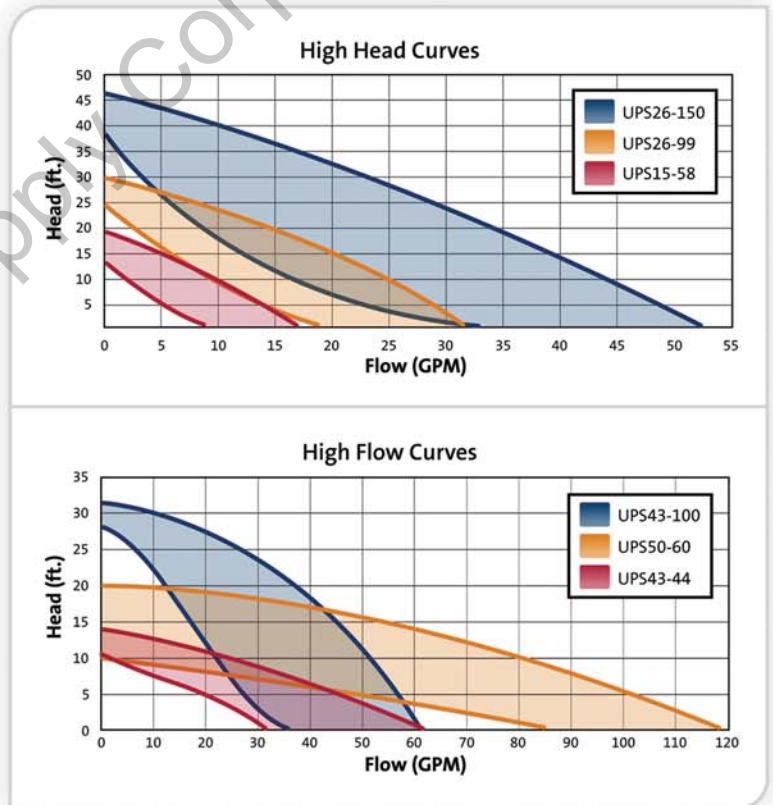 High Head Curves
50
45
40
35
30
25
20
15
10
5
Head (ft.)
UPS26-150
UPS26-99
UPS15-58
0 5 10 15 20 25 30 35 40 45 50 55
Flow (GPM)
High Flow Curves
35
30
25
20
15
10
5
0
Head (ft.)
UPS43-100
UPS50-60
UPS43-44
0 10 20 30 40 50 60 70 80 90 100 110 120
Flow (GPM)